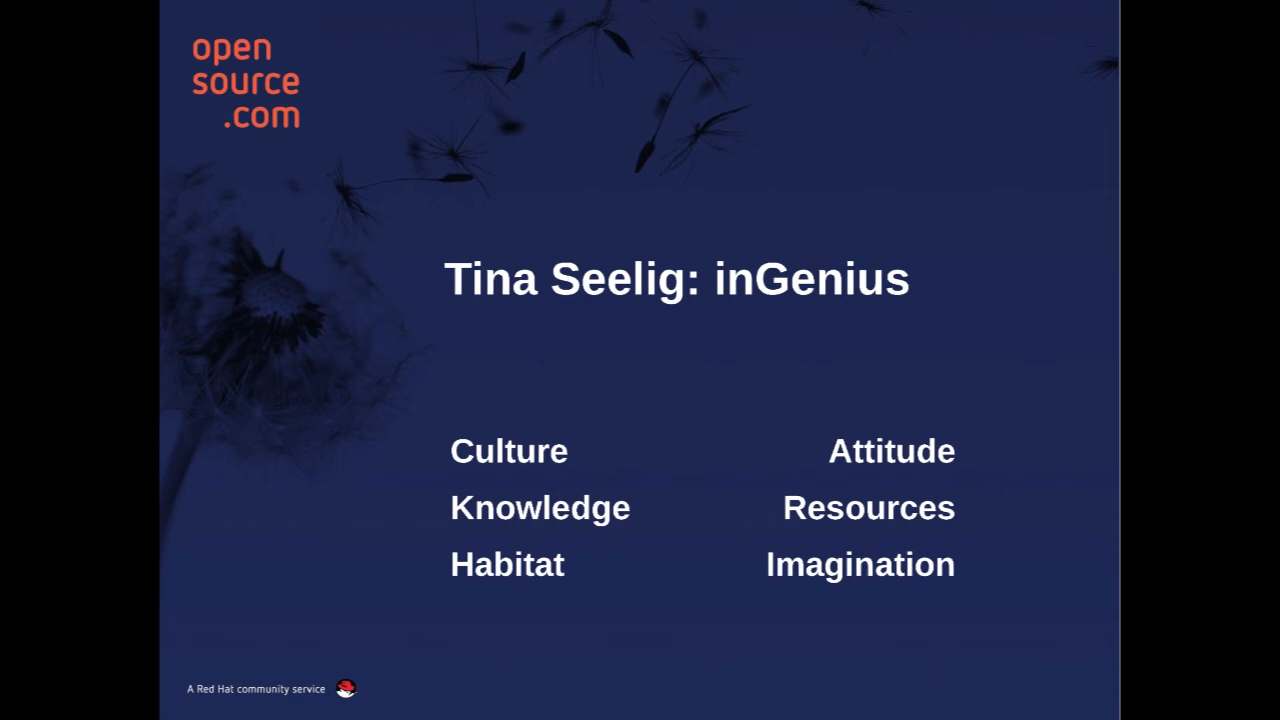 open
source
.com
Tina Seelig: inGenius
Culture Attitude
Knowledge Resources
Habitat Imagination
A Red Hat community service